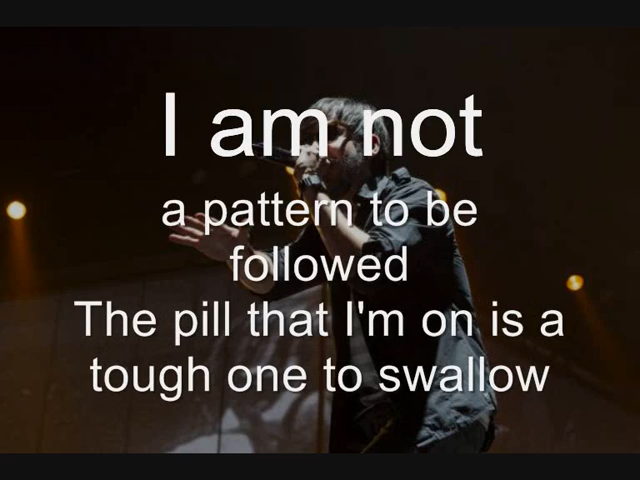 I am not
a pattern to be
followed
The pill that I'm on is a
tough one to swallow